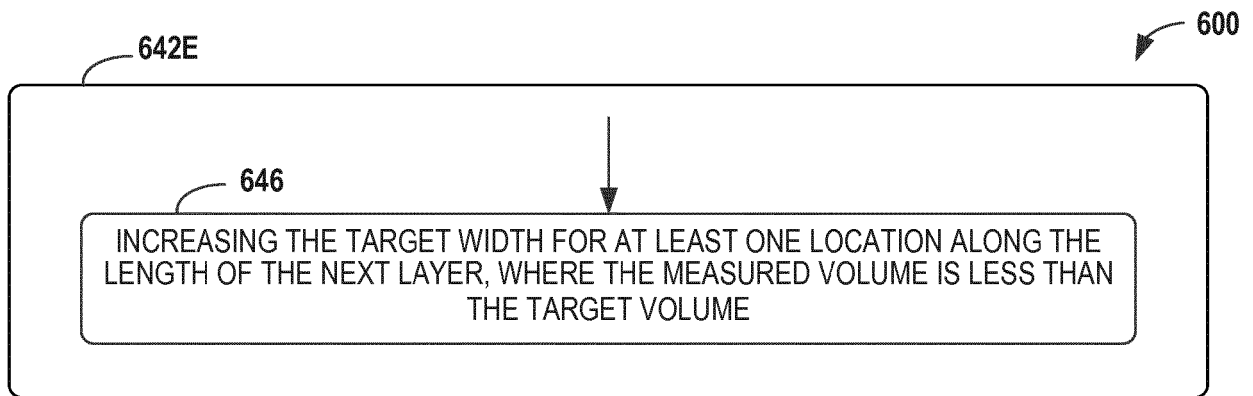 600
642E
646
INCREASING THE TARGET WIDTH FOR AT LEAST ONE LOCATION ALONG THE
LENGTH OF THE NEXT LAYER, WHERE THE MEASURED VOLUME IS LESS THAN
THE TARGET VOLUME